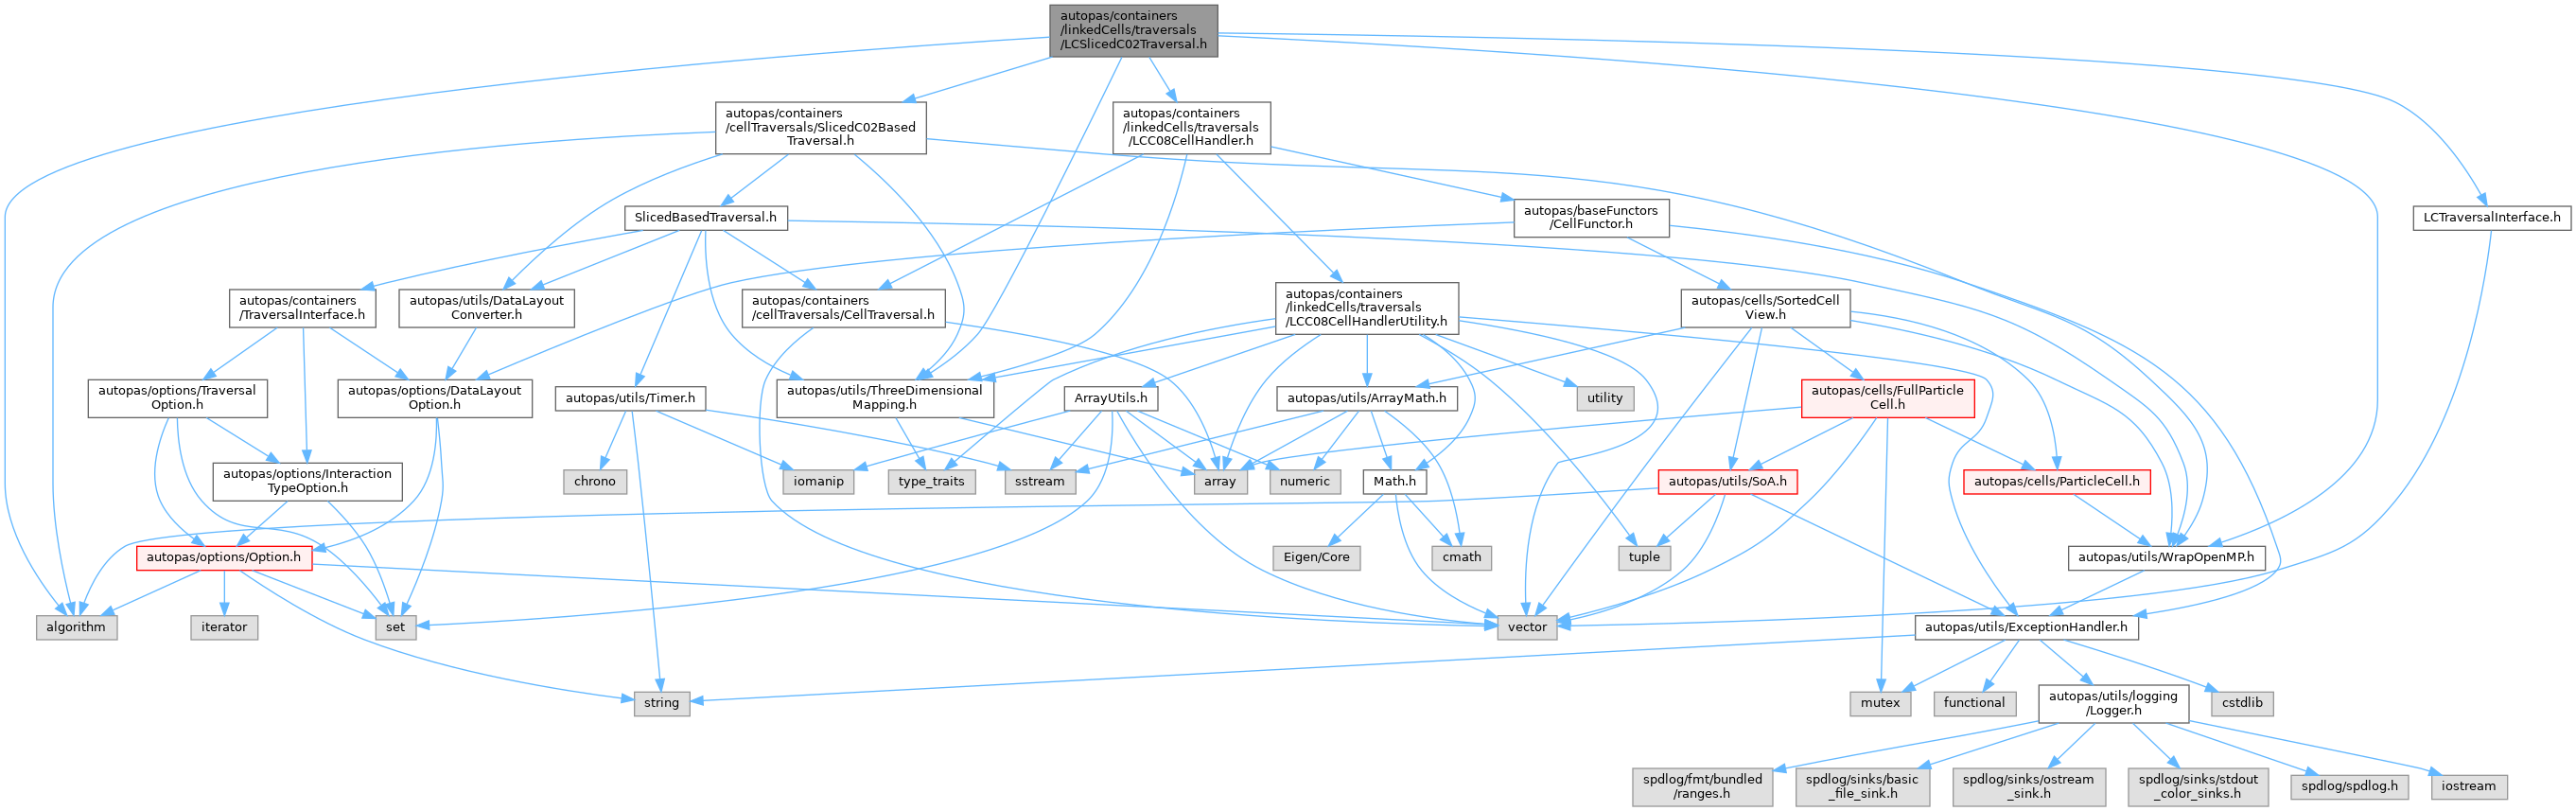 autopas/containers
/linkedCells/traversals
/LCSlicedC02Traversal.h
autopas/containers
/cellTraversals/SlicedC02Based
Traversal.h
autopas/containers
/linkedCells/traversals
/LCC08CellHandler.h
SlicedBasedTraversal.h
autopas/baseFunctors
/CellFunctor.h
LCTraversalInterface.h
autopas/containers
/TraversalInterface.h
autopas/utils/DataLayout
Converter.h
autopas/containers
/cellTraversals/CellTraversal.h
autopas/containers
/linkedCells/traversals
/LCC08CellHandlerUtility.h
autopas/cells/SortedCell
View.h
autopas/options/Traversal
Option.h
autopas/options/DataLayout
Option.h
autopas/utils/Timer.h
autopas/utils/ThreeDimensional
Mapping.h
ArrayUtils.h
autopas/utils/ArrayMath.h
utility
autopas/cells/FullParticle
Cell.h
autopas/options/Interaction
TypeOption.h
chrono
iomanip
type_traits
sstream
array
numeric
Math.h
autopas/utils/SoA.h
autopas/cells/ParticleCell.h
autopas/options/Option.h
Eigen/Core
cmath
tuple
autopas/utils/WrapOpenMP.h
algorithm
iterator
set
vector
autopas/utils/ExceptionHandler.h
string
mutex
functional
autopas/utils/logging
/Logger.h
cstdlib
spdlog/fmt/bundled
/ranges.h
spdlog/sinks/basic
_file_sink.h
spdlog/sinks/ostream
_sink.h
spdlog/sinks/stdout
_color_sinks.h
spdlog/spdlog.h
iostream